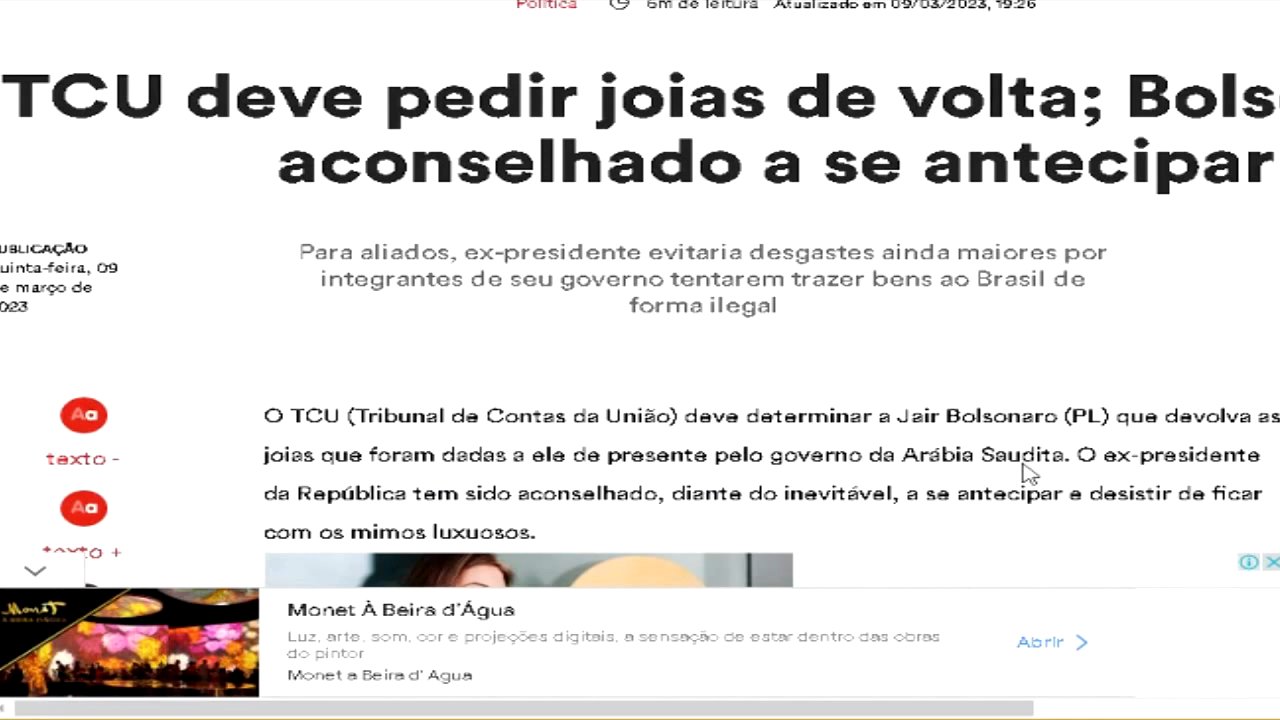 Política 6m de leitura Atualizado em 09/03/2023, 19:26
TCU deve pedir joias de volta; Bols
aconselhado a se antecipar
Para aliados, ex-presidente evitaria desgastes ainda maiores por
integrantes de seu governo tentarem trazer bens ao Brasil de
forma ilegal
UBLICAÇÃO
uinta-feira, 09
e março de
023
Aa
texto -
Aa
texto +
O TCU (Tribunal de Contas da União) deve determinar a Jair Bolsonaro (PL) que devolva as
joias que foram dadas a ele de presente pelo governo da Arábia Saudita. O ex-presidente
da República tem sido aconselhado, diante do inevitável, a se antecipar e desistir de ficar
com os mimos luxuosos.
Monet
À BEIRA D'ÁGUA
Monet À Beira d'Água
Luz, arte, som, cor e projeções digitais, a sensação de estar dentro das obras
do pintor
Monet a Beira d' Agua
Abrir